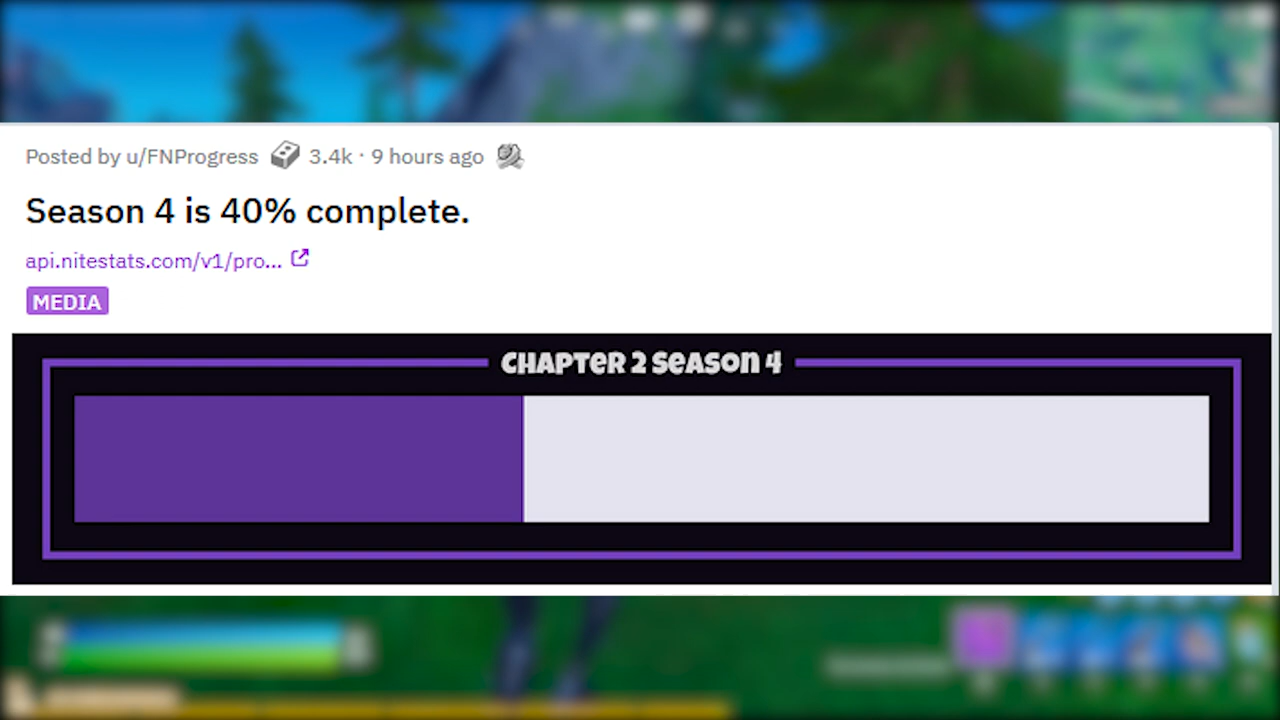 Posted by u/FNProgress 3.4k · 9 hours ago
Season 4 is 40% complete.
api.nitestats.com/v1/pro...
MEDIA
CHAPTER 2 SEASON 4